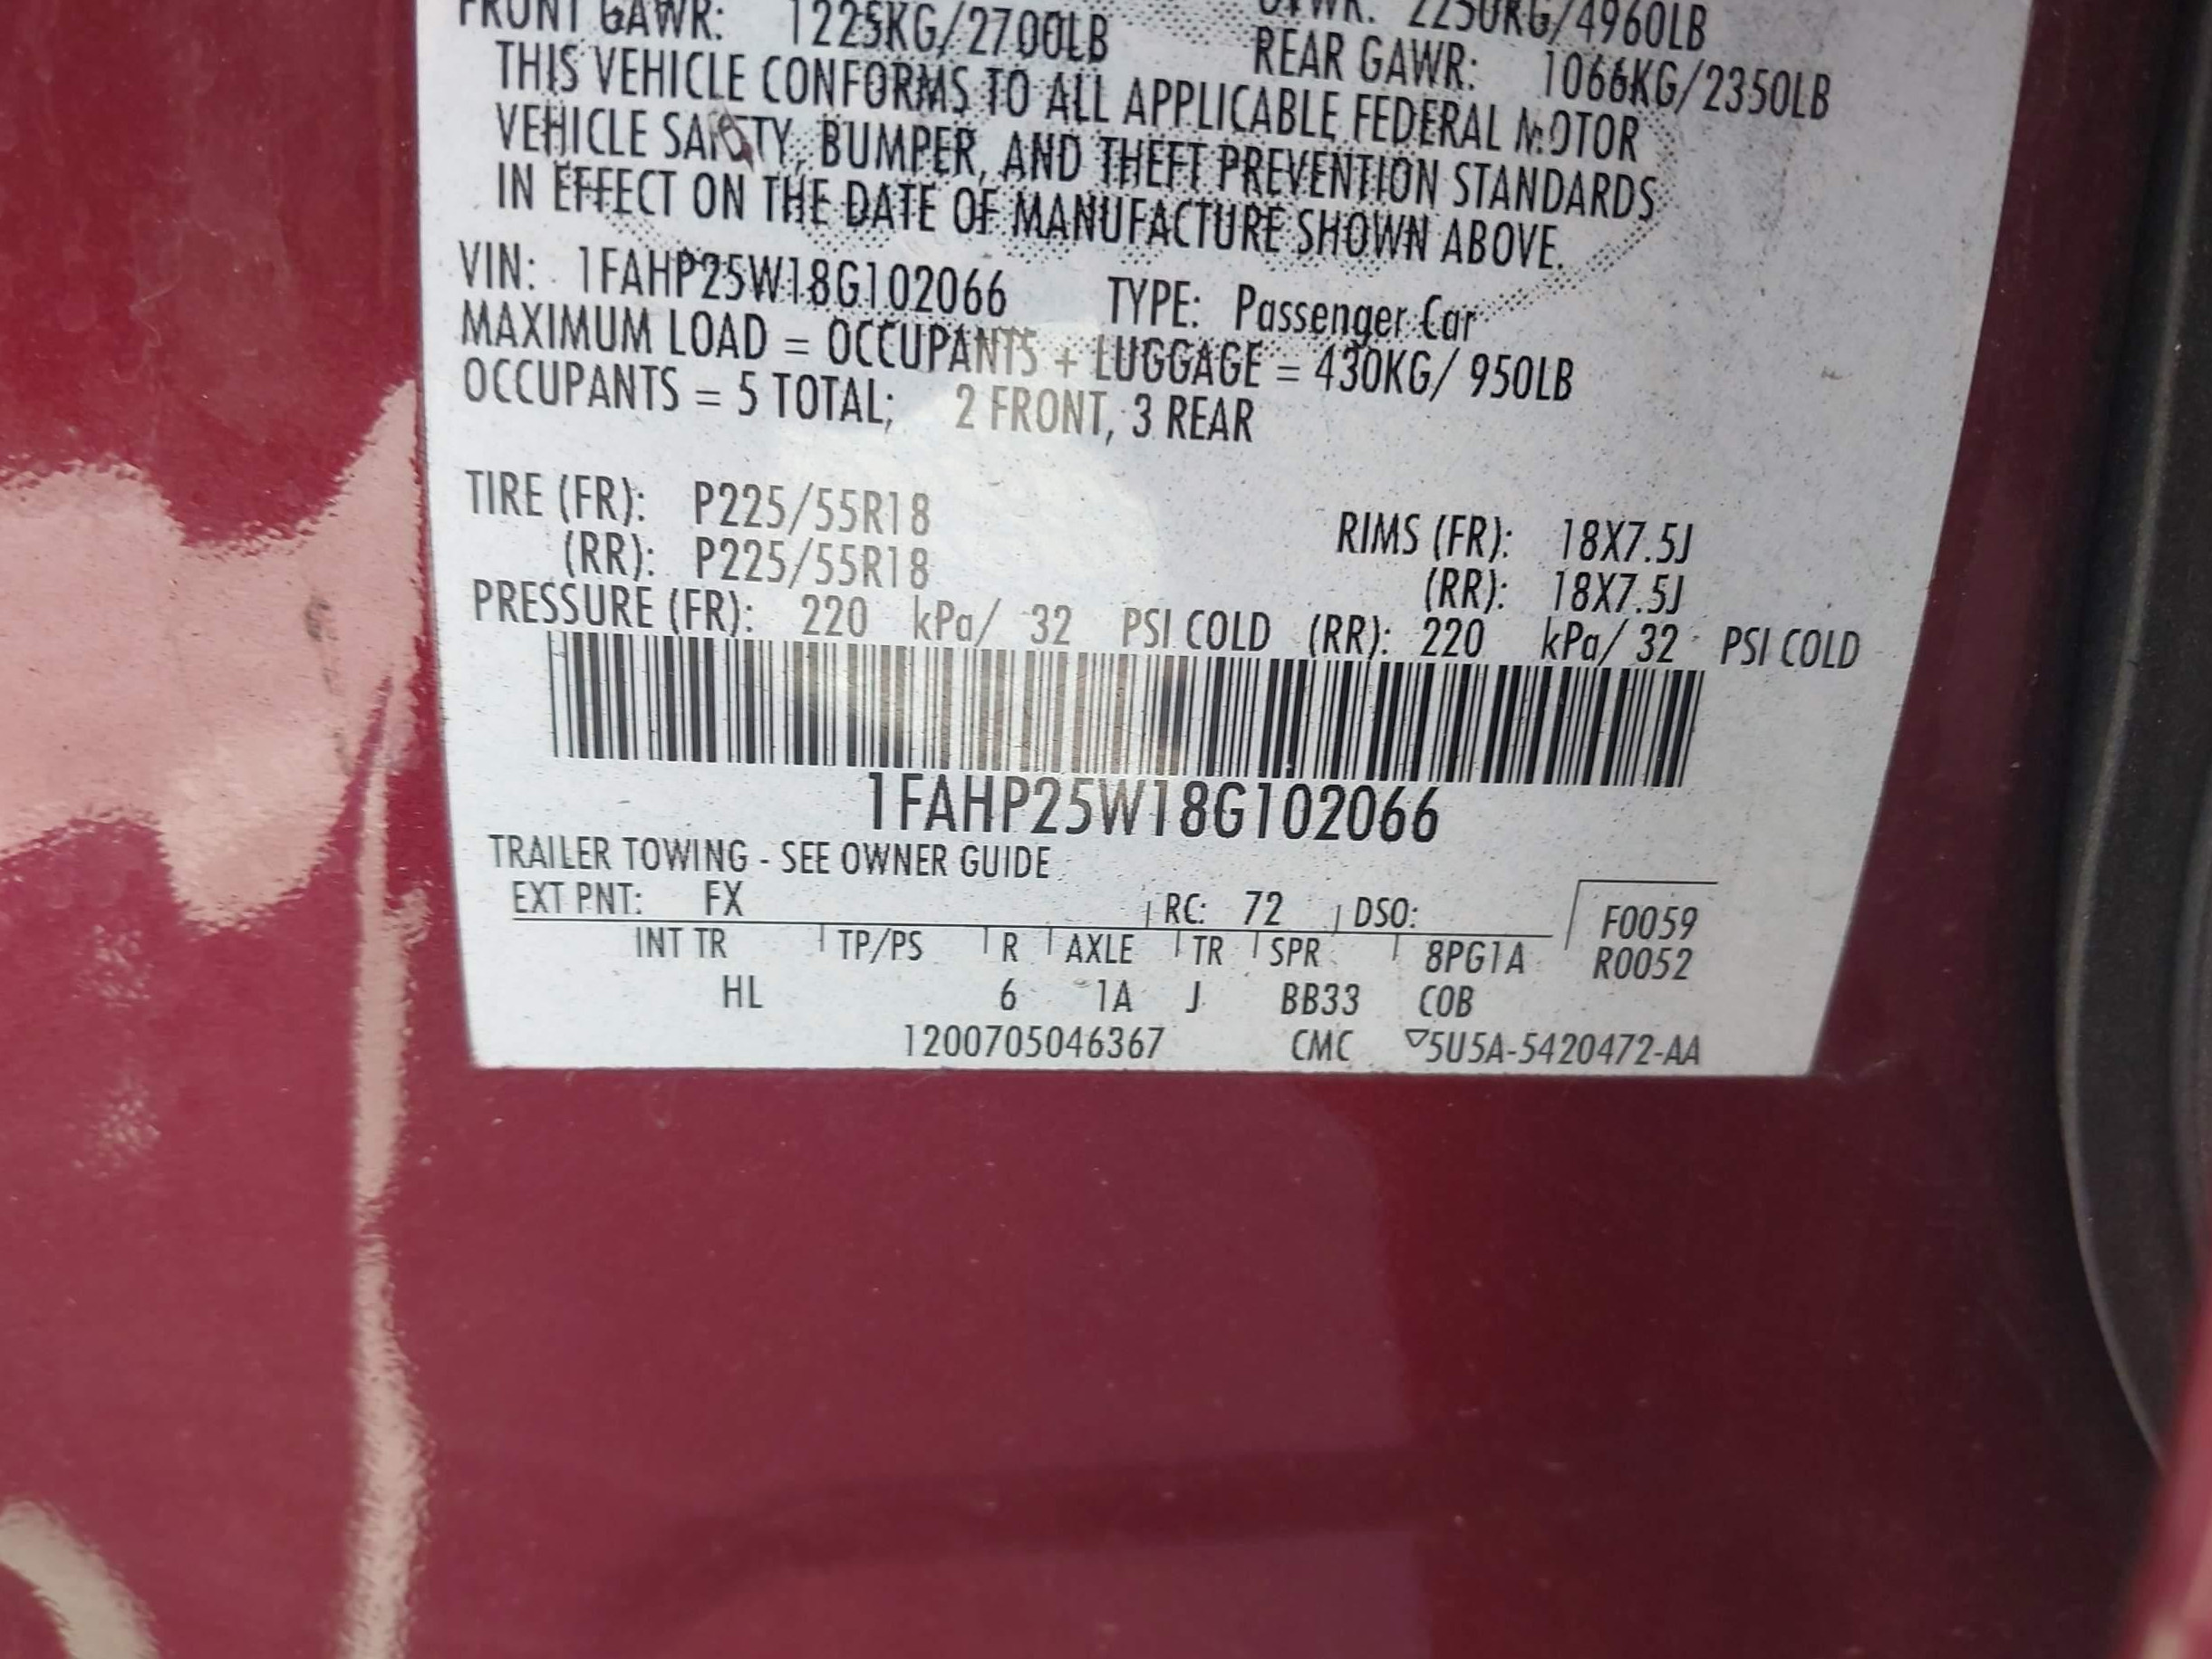 FRONT GAWR: 1225KG/2700LB GVWR: 2250KG/4960LB
REAR GAWR: 1066KG/2350LB
THIS VEHICLE CONFORMS TO ALL APPLICABLE FEDERAL MOTOR
VEHICLE SAFETY, BUMPER, AND THEFT PREVENTION STANDARDS
IN EFFECT ON THE DATE OF MANUFACTURE SHOWN ABOVE.
VIN: 1FAHP25W18G102066 TYPE: Passenger Car
MAXIMUM LOAD = OCCUPANTS + LUGGAGE = 430KG/ 950LB
OCCUPANTS = 5 TOTAL; 2 FRONT, 3 REAR
TIRE (FR): P225/55R18 RIMS (FR): 18X7.5J
(RR): P225/55R18 (RR): 18X7.5J
PRESSURE (FR): 220 kPa/ 32 PSI COLD (RR): 220 kPa/ 32 PSI COLD
1FAHP25W18G102066
TRAILER TOWING - SEE OWNER GUIDE
EXT PNT: FX RC: 72 DSO: F0059
INT TR TP/PS R AXLE TR SPR 8PG1A R0052
HL 6 1A J BB33 COB
1200705046367 CMC ▽5U5A-5420472-AA